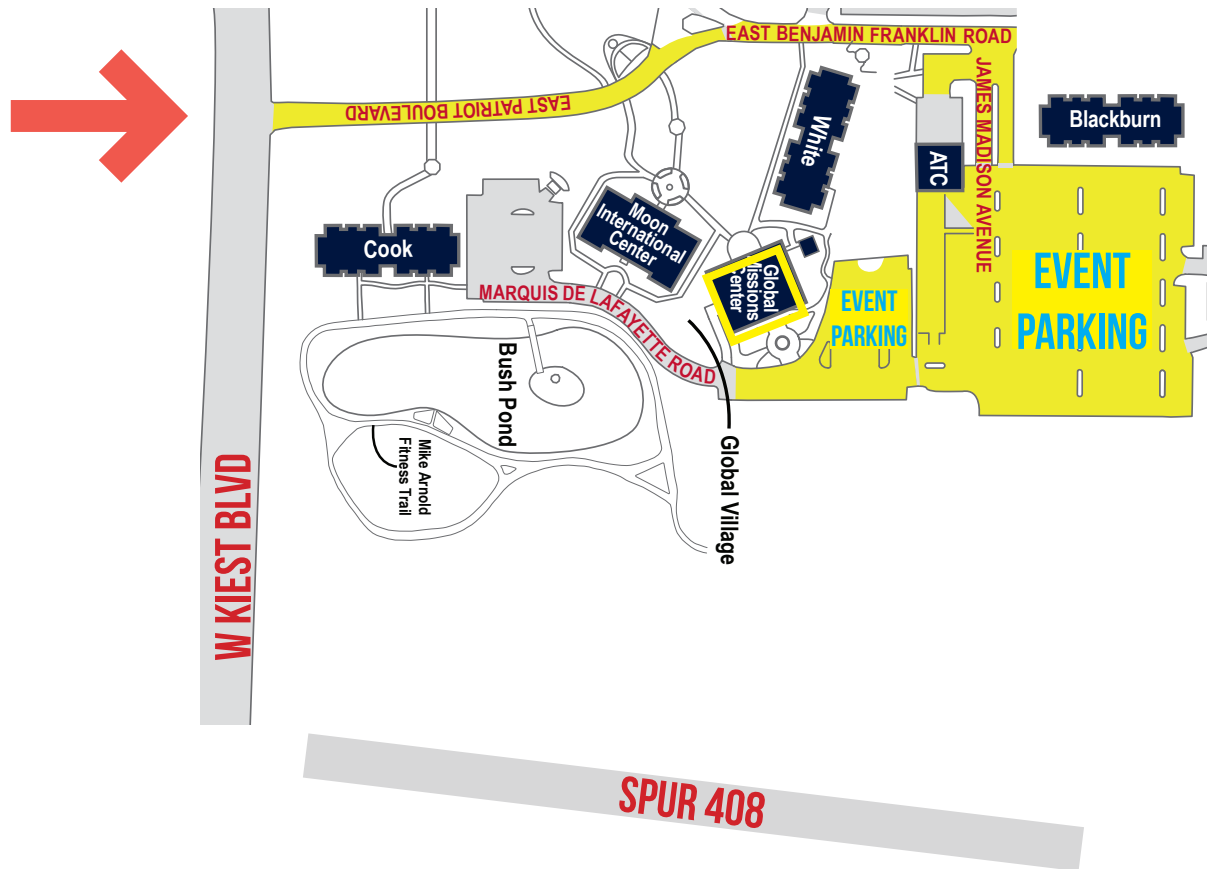 EAST BENJAMIN FRANKLIN ROAD
EAST PATRIOT BOULEVARD
JAMES MADISON AVENUE
Blackburn
White
ATC
Moon
International
Center
Cook
Global
Missions
Center
EVENT
PARKING
EVENT
PARKING
MARQUIS DE LAFAYETTE ROAD
Bush Pond
Mike Arnold
Fitness Trail
Global Village
W KIEST BLVD
SPUR 408